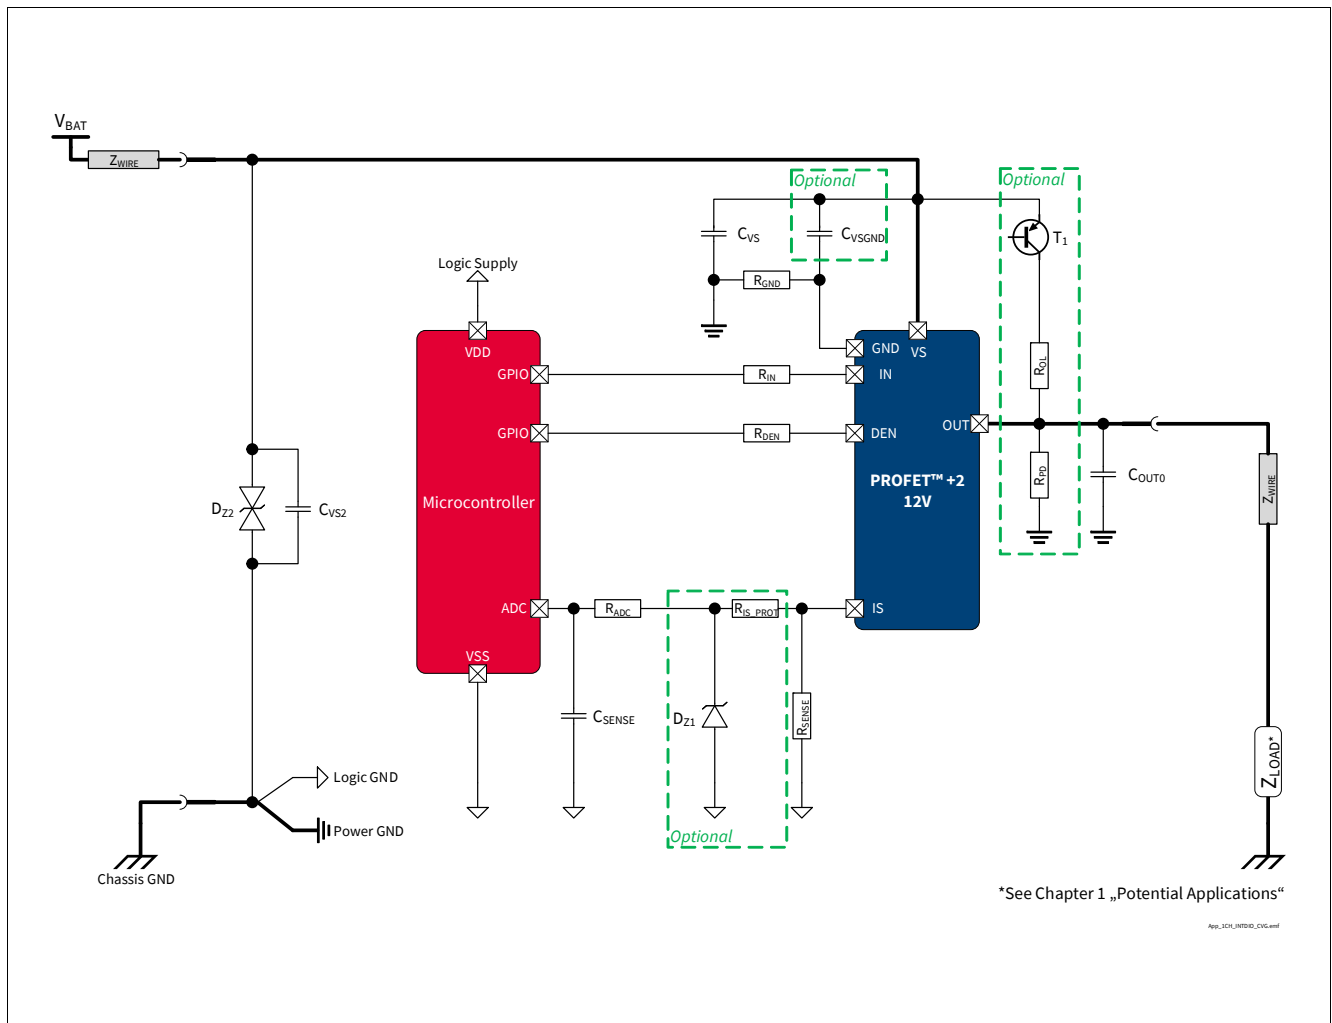 V_BAT
Z_WIRE
Optional
Optional
C_VS
C_VSGND
T_1
Logic Supply
R_GND
VDD
GND
VS
GPIO
R_IN
IN
R_OL
GPIO
R_DEN
DEN
OUT
R_PD
C_OUT0
Z_WIRE
PROFET™ +2
12V
Microcontroller
D_Z2
C_VS2
ADC
R_ADC
R_IS_PROT
IS
VSS
C_SENSE
D_Z1
R_SENSE
Z_LOAD*
Logic GND
Power GND
Optional
Chassis GND
*See Chapter 1 „Potential Applications“
App_1CH_INTDIO_CVG.emf